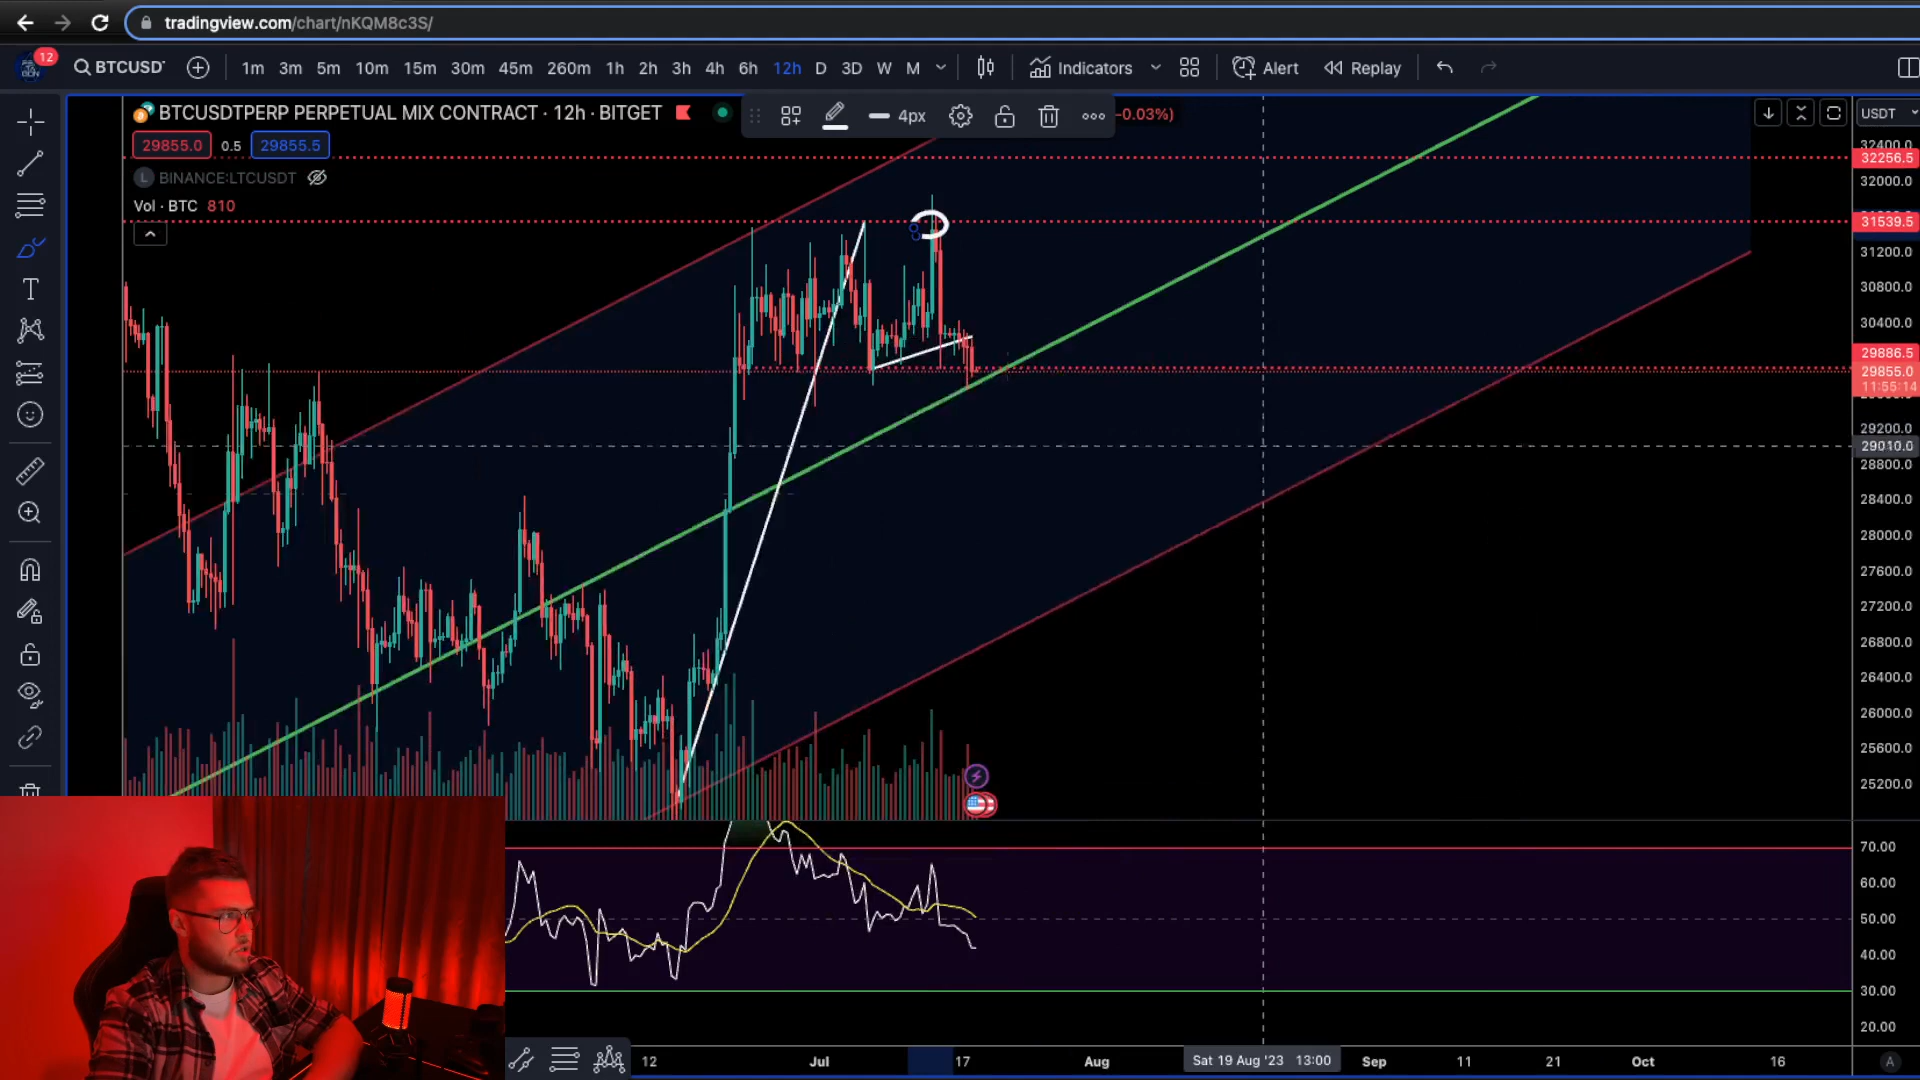 tradingview.com/chart/nKQM8c3S/
12
BTCUSD
1m 3m 5m 10m 15m 30m 45m 260m 1h 2h 3h 4h 6h 12h D 3D W M
Indicators
Alert
Replay
BTCUSDTPERP PERPETUAL MIX CONTRACT · 12h · BITGET
4px
-0.03%)
USDT
29855.0 0.5 29855.5
L BINANCE:LTCUSDT
Vol · BTC 810
32400.0
32256.5
32000.0
31539.5
31200.0
30800.0
30400.0
29886.5
29855.0
11:55:14
29200.0
29010.0
28800.0
28400.0
28000.0
27600.0
27200.0
26800.0
26400.0
26000.0
25600.0
25200.0
70.00
60.00
50.00
40.00
30.00
20.00
12 Jul 17 Aug Sat 19 Aug '23 13:00 Sep 11 21 Oct 16
A